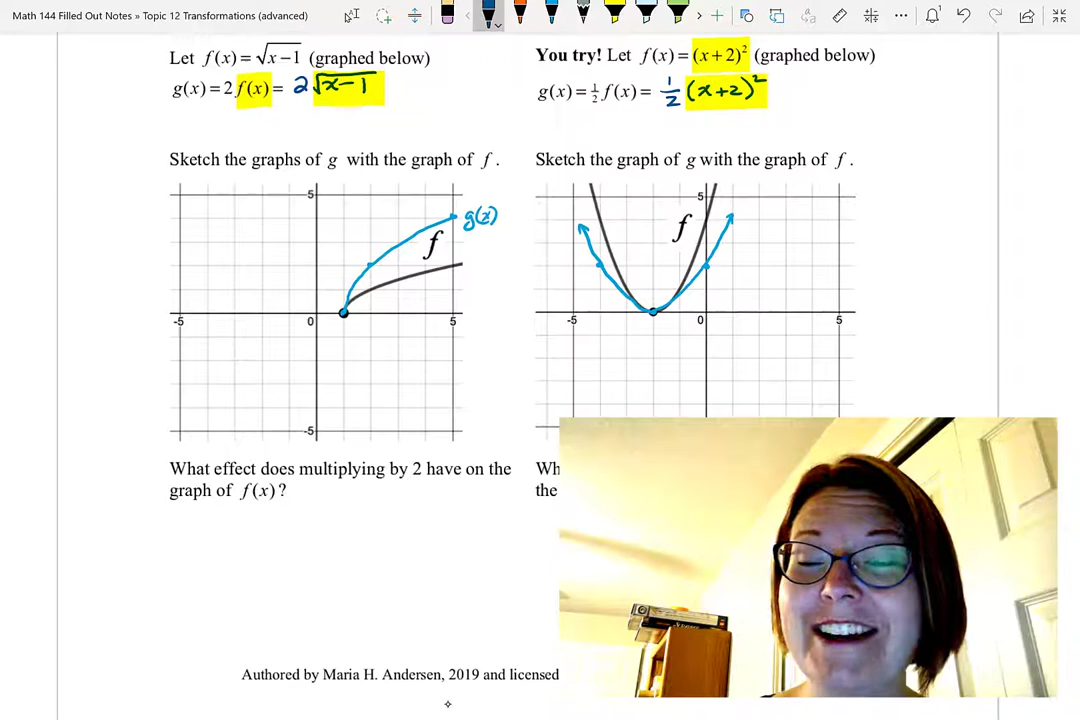 Math 144 Filled Out Notes » Topic 12 Transformations (advanced)
Let f(x) = √x−1 (graphed below)
g(x) = 2 f(x) = 2√x−1
Sketch the graphs of g with the graph of f.
5
g(x)
f
-5
0
5
-5
What effect does multiplying by 2 have on the
graph of f(x)?
You try! Let f(x) = (x+2)² (graphed below)
g(x) = ½ f(x) = ½ (x+2)²
Sketch the graph of g with the graph of f.
5
f
-5
0
5
Wh
the
Authored by Maria H. Andersen, 2019 and licensed